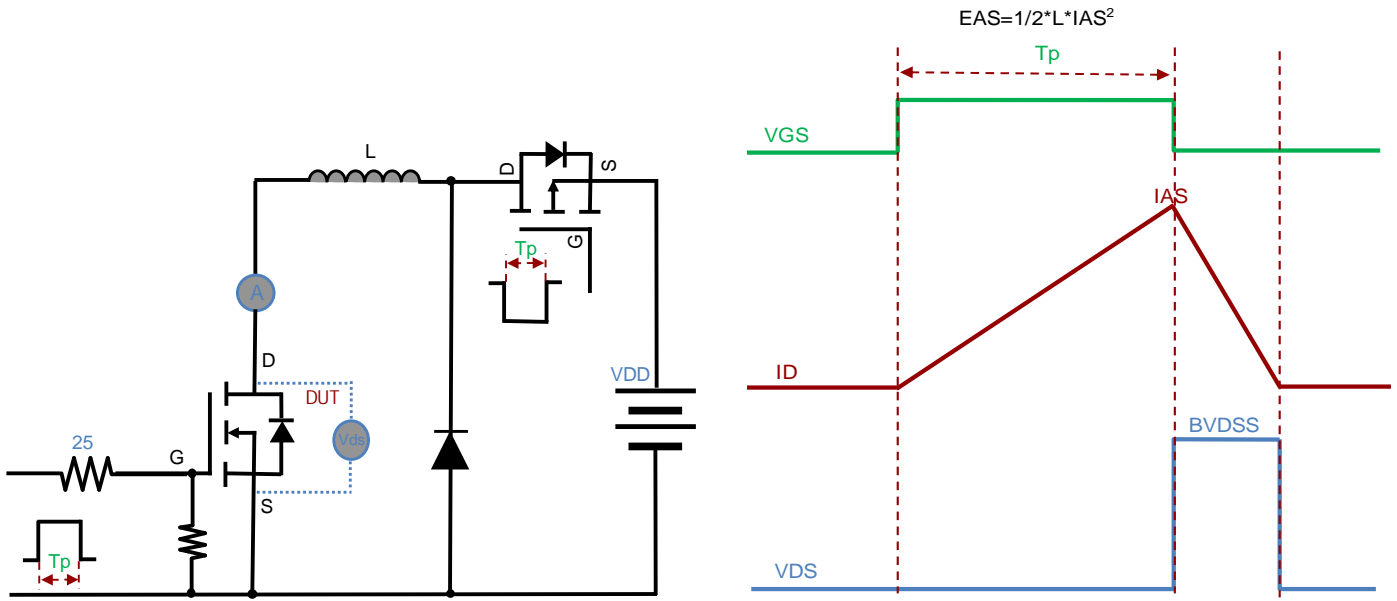 EAS=1/2*L*IAS²
Tp
VGS
L
D
S
G
Tp
IAS
A
D
DUT
VDD
ID
Vds
25
G
BVDSS
S
Tp
VDS